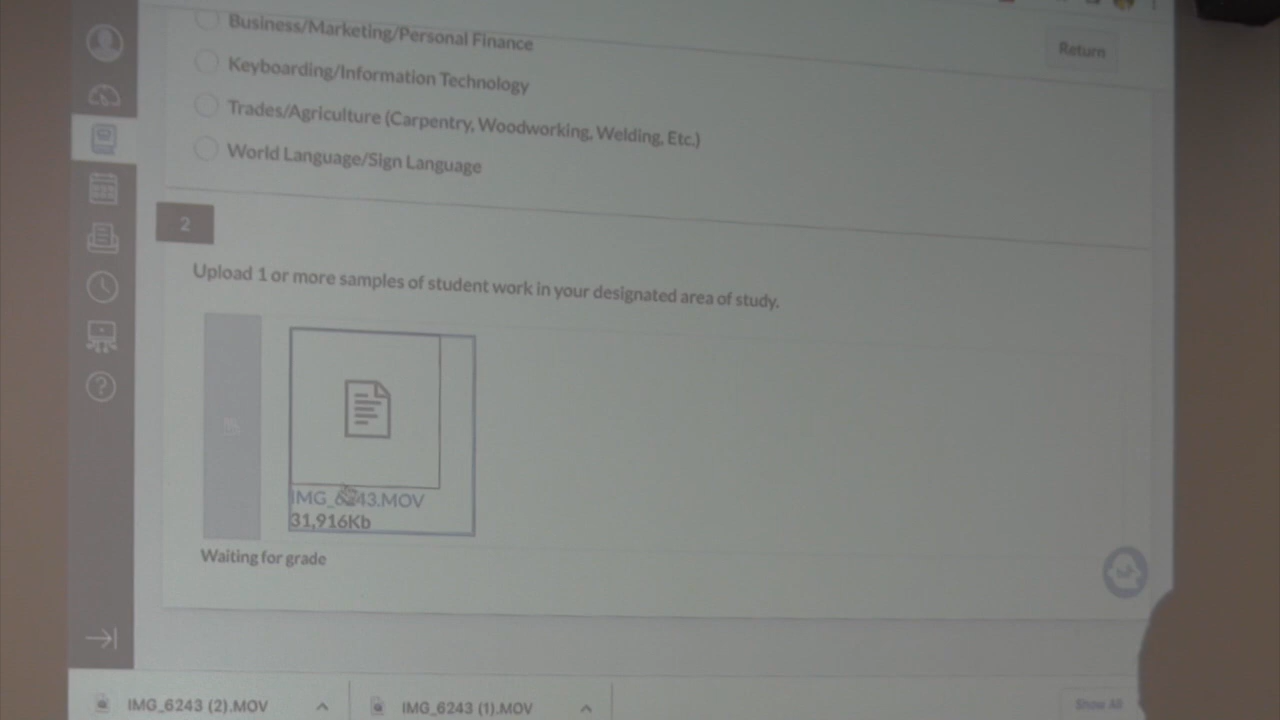 Business/Marketing/Personal Finance
Return
Keyboarding/Information Technology
Trades/Agriculture (Carpentry, Woodworking, Welding, Etc.)
World Language/Sign Language
2
Upload 1 or more samples of student work in your designated area of study.
IMG_6243.MOV
31,916Kb
Waiting for grade
IMG_6243 (2).MOV
IMG_6243 (1).MOV
Show All